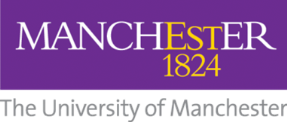 MANCHESTER
1824
The University of Manchester